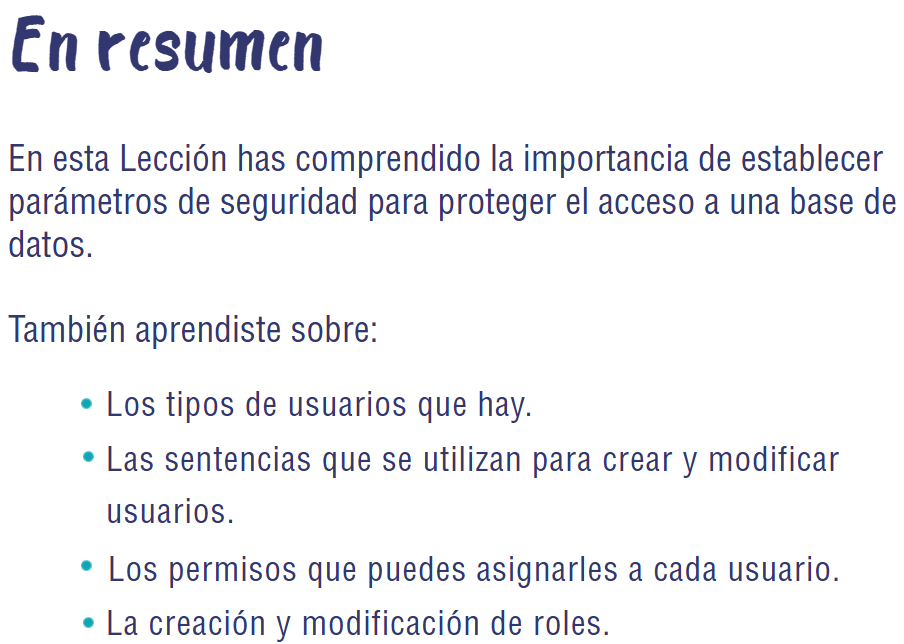 En resumen
En esta Lección has comprendido la importancia de establecer
parámetros de seguridad para proteger el acceso a una base de
datos.
También aprendiste sobre:
• Los tipos de usuarios que hay.
• Las sentencias que se utilizan para crear y modificar
usuarios.
• Los permisos que puedes asignarles a cada usuario.
• La creación y modificación de roles.